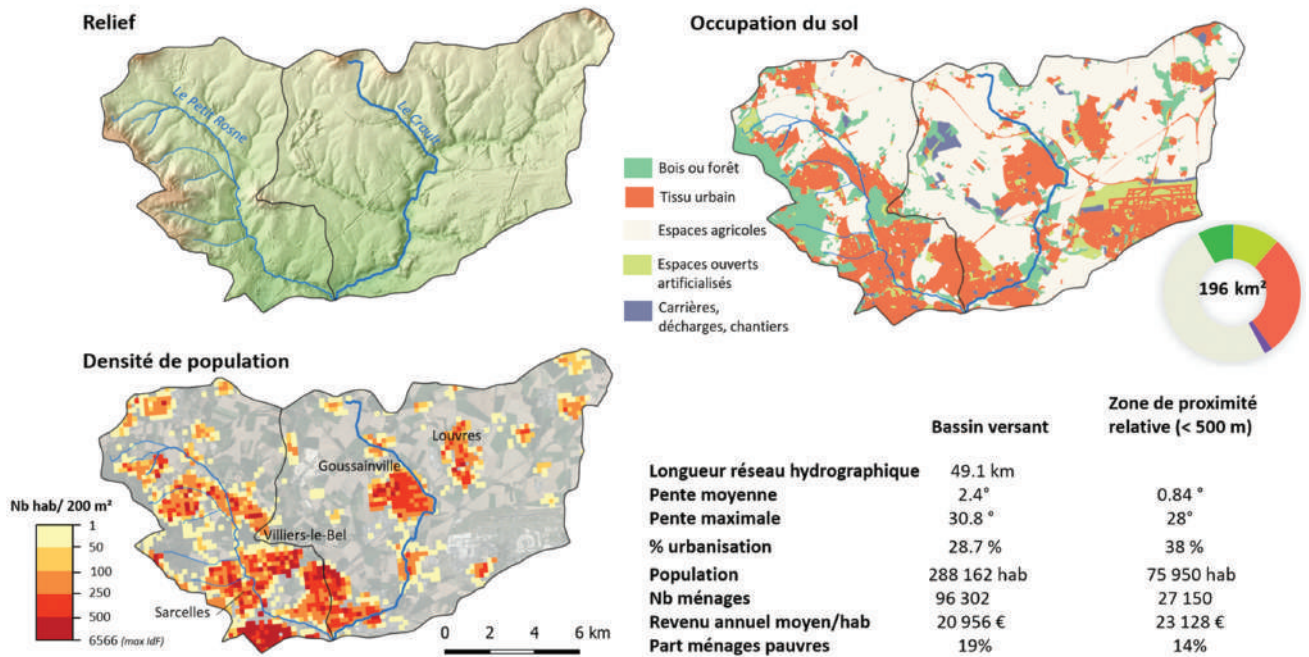 Relief
Le Petit Rosne
Le Croult
Occupation du sol
Bois ou forêt
Tissu urbain
Espaces agricoles
Espaces ouverts
artificialisés
Carrières,
décharges, chantiers
196 km²
Densité de population
Nb hab/ 200 m²
1
50
100
250
500
6566 (max IdF)
Louvres
Goussainville
Villiers-le-Bel
Sarcelles
0 2 4 6 km
Bassin versant
Zone de proximité
relative (< 500 m)
Longueur réseau hydrographique 49.1 km
Pente moyenne 2.4° 0.84 °
Pente maximale 30.8 ° 28°
% urbanisation 28.7 % 38 %
Population 288 162 hab 75 950 hab
Nb ménages 96 302 27 150
Revenu annuel moyen/hab 20 956 € 23 128 €
Part ménages pauvres 19% 14%